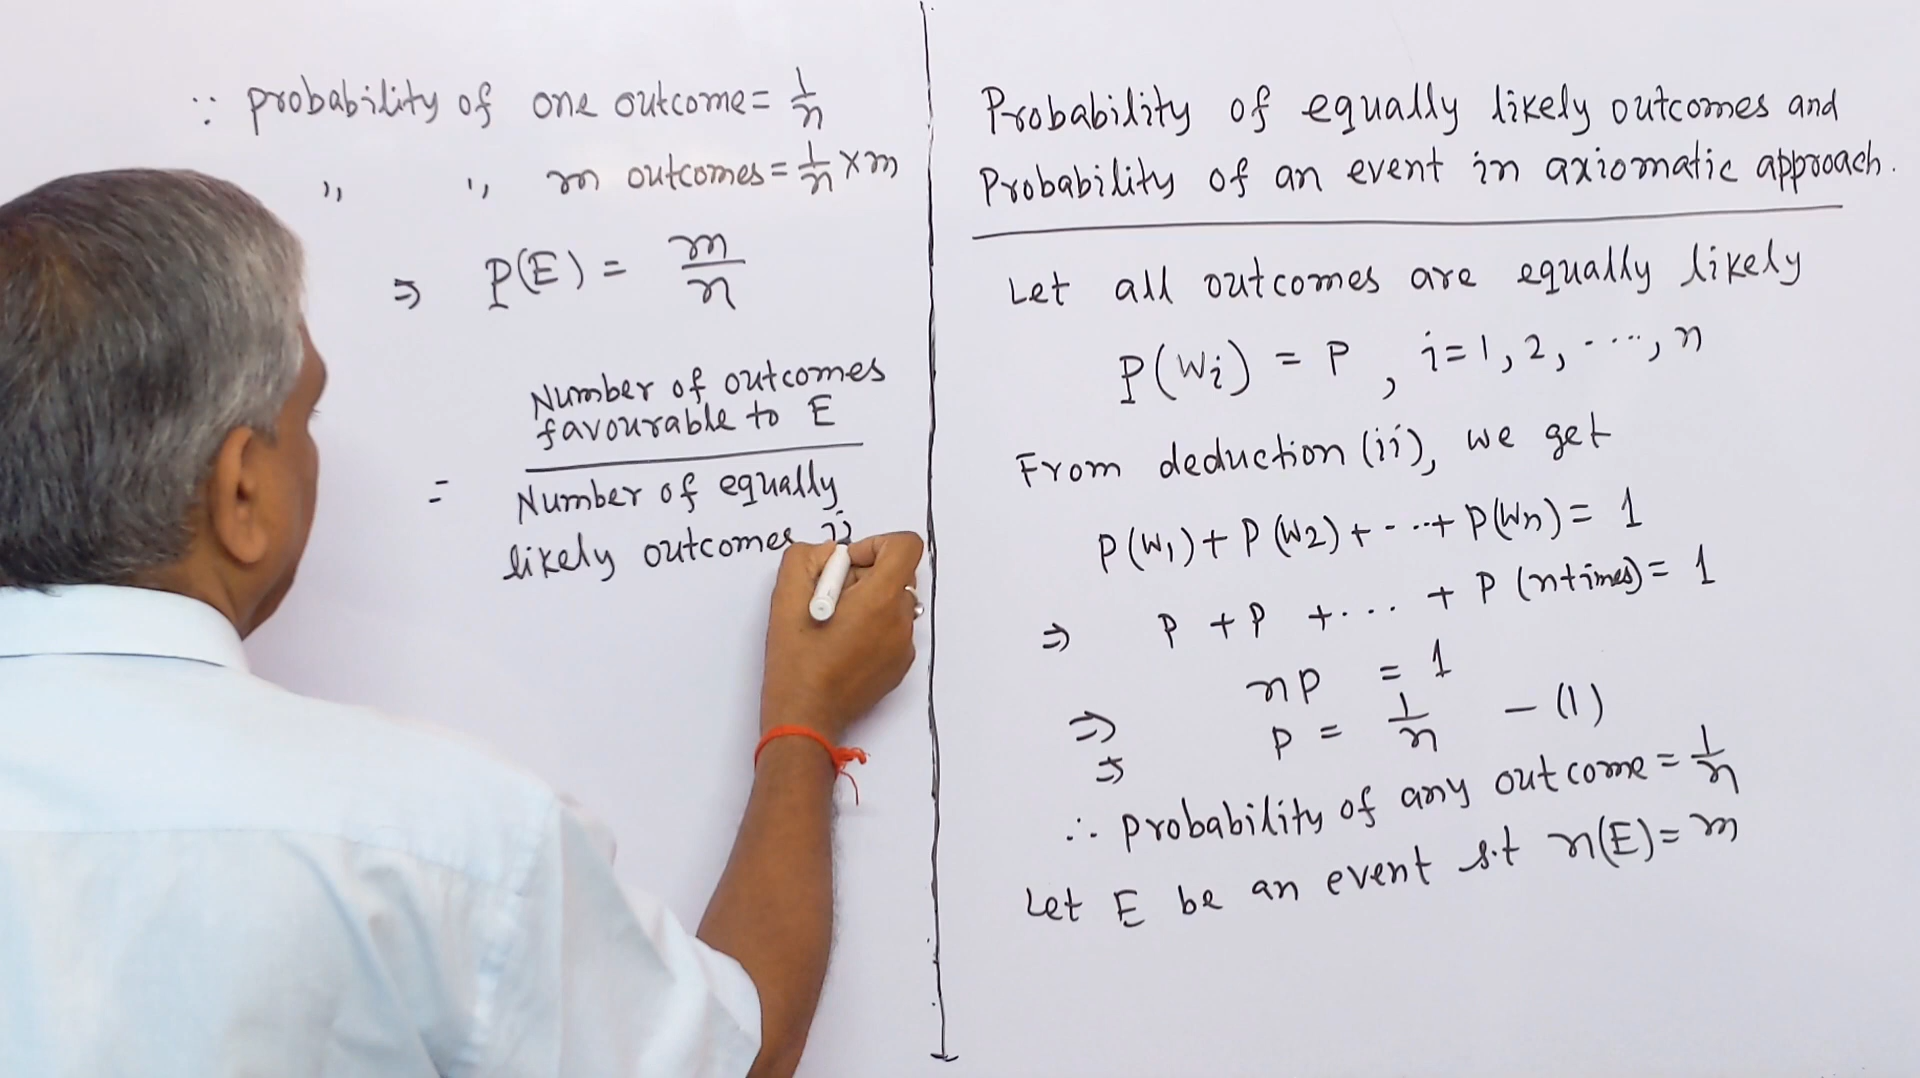 Probability of equally likely outcomes and
Probability of an event in axiomatic approach.
Let all outcomes are equally likely
P(Wi) = P , i=1, 2, ...., n
From deduction (ii), we get
P(W1) + P(W2) + ... + P(Wn) = 1
⇒ P + P + ... + P (n times) = 1
⇒ nP = 1
⇒ P = 1/n – (1)
∴ Probability of any outcome = 1/n
Let E be an event s.t n(E) = m
∵ probability of one outcome = 1/n
,, ,, m outcomes = 1/n × m
⇒ P(E) = m/n
= Number of outcomes
favourable to E
Number of equally
likely outcomes